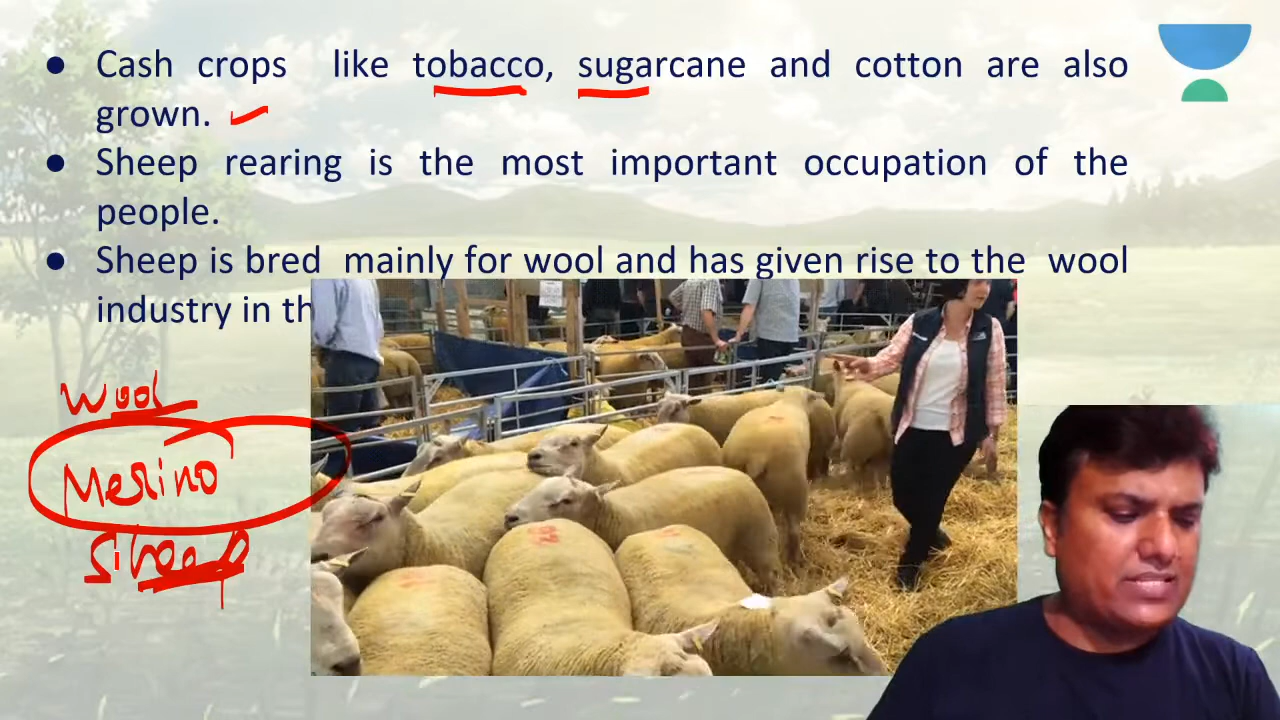 ● Cash crops like tobacco, sugarcane and cotton are also
grown.
● Sheep rearing is the most important occupation of the
people.
● Sheep is bred mainly for wool and has given rise to the wool
industry in th
Wool
Merino
Sheep